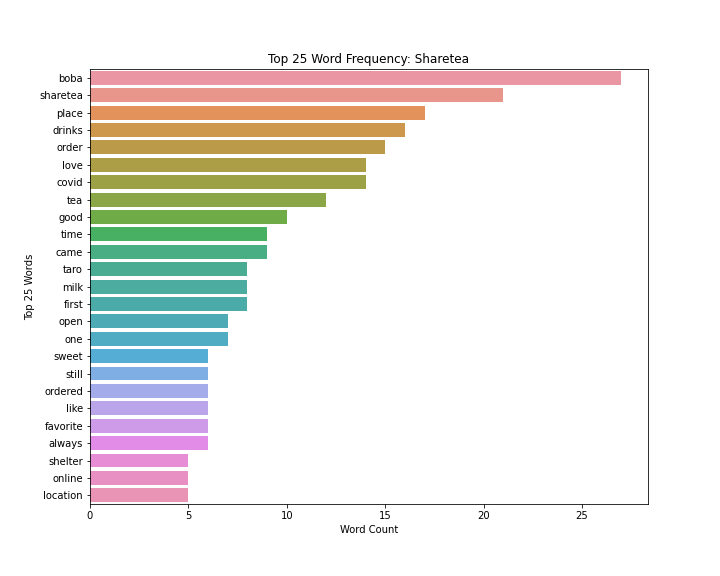 Top 25 Word Frequency: Sharetea
Top 25 Words
boba
sharetea
place
drinks
order
love
covid
tea
good
time
came
taro
milk
first
open
one
sweet
still
ordered
like
favorite
always
shelter
online
location
0 5 10 15 20 25
Word Count